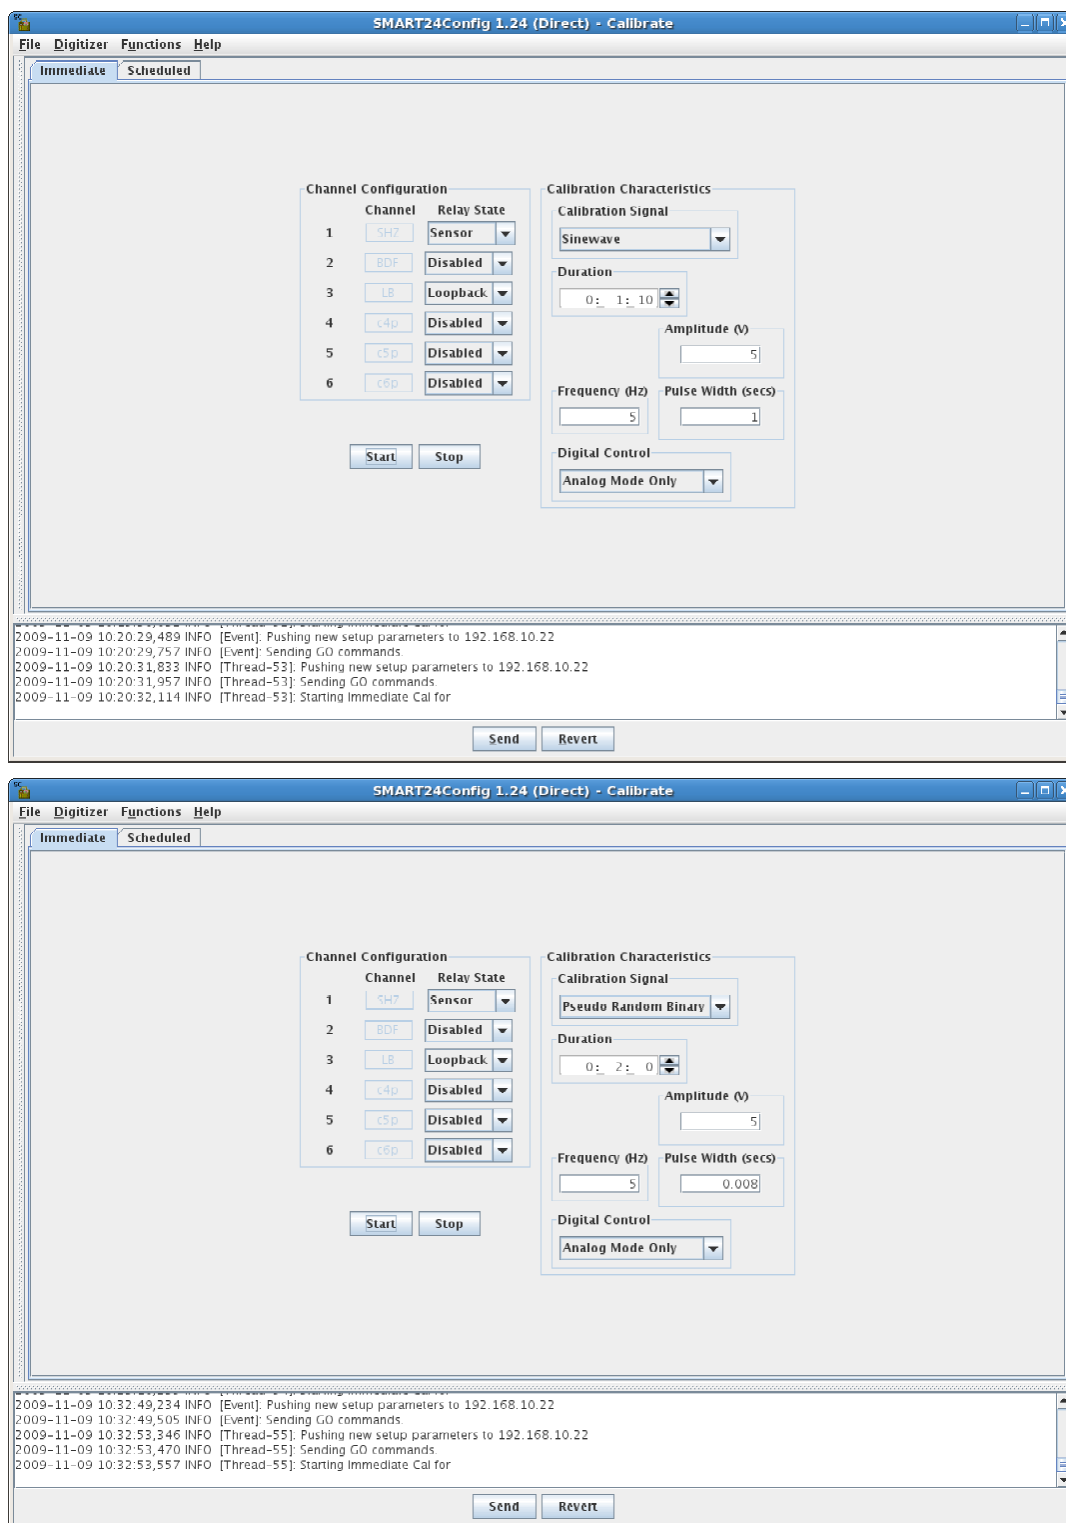 SMART24Config 1.24 (Direct) - Calibrate
File Digitizer Functions Help
Immediate Scheduled
Channel Configuration
Channel Relay State
1 SHZ Sensor
2 BDF Disabled
3 LB Loopback
4 c4p Disabled
5 c5p Disabled
6 c6p Disabled
Start Stop
Calibration Characteristics
Calibration Signal
Sinewave
Duration
0: 1: 10
Amplitude (V)
5
Frequency (Hz) Pulse Width (secs)
5 1
Digital Control
Analog Mode Only
2009-11-09 10:20:29,489 INFO [Event]: Pushing new setup parameters to 192.168.10.22
2009-11-09 10:20:29,757 INFO [Event]: Sending GO commands.
2009-11-09 10:20:31,833 INFO [Thread-53]: Pushing new setup parameters to 192.168.10.22
2009-11-09 10:20:31,957 INFO [Thread-53]: Sending GO commands.
2009-11-09 10:20:32,114 INFO [Thread-53]: Starting Immediate Cal for
Send Revert
SMART24Config 1.24 (Direct) - Calibrate
File Digitizer Functions Help
Immediate Scheduled
Channel Configuration
Channel Relay State
1 SHZ Sensor
2 BDF Disabled
3 LB Loopback
4 c4p Disabled
5 c5p Disabled
6 c6p Disabled
Start Stop
Calibration Characteristics
Calibration Signal
Pseudo Random Binary
Duration
0: 2: 0
Amplitude (V)
5
Frequency (Hz) Pulse Width (secs)
5 0.008
Digital Control
Analog Mode Only
2009-11-09 10:32:49,234 INFO [Event]: Pushing new setup parameters to 192.168.10.22
2009-11-09 10:32:49,505 INFO [Event]: Sending GO commands.
2009-11-09 10:32:53,346 INFO [Thread-55]: Pushing new setup parameters to 192.168.10.22
2009-11-09 10:32:53,470 INFO [Thread-55]: Sending GO commands.
2009-11-09 10:32:53,557 INFO [Thread-55]: Starting Immediate Cal for
Send Revert